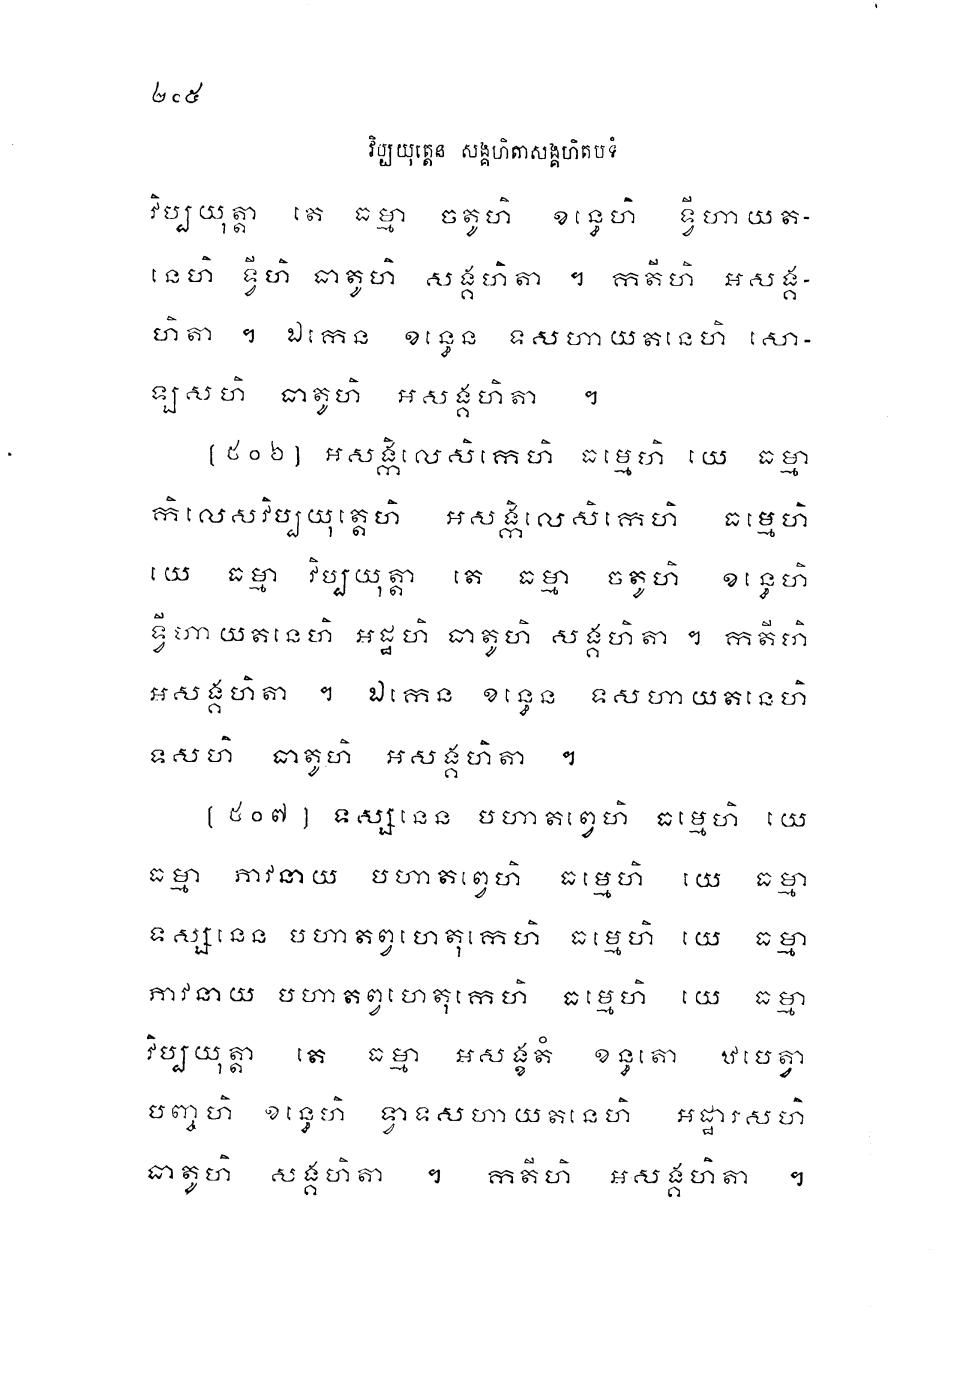 ២០៥
វិប្បយុត្តេន សង្គហិតាសង្គហិតបទំ
វិប្បយុត្តា តេ ធម្មា ចតូហិ ខន្ធេហិ ទ្វីហាយត-
នេហិ ទ្វីហិ ធាតូហិ សង្គហិតា ។ កតីហិ អសង្គ-
ហិតា ។ ឯកេន ខន្ធេន ទសហាយតនេហិ សោ-
ឡសហិ ធាតូហិ អសង្គហិតា ។
(៥០៦) អសង្កិលេសិកេហិ ធម្មេហិ យេ ធម្មា
កិលេសវិប្បយុត្តេហិ អសង្កិលេសិកេហិ ធម្មេហិ
យេ ធម្មា វិប្បយុត្តា តេ ធម្មា ចតូហិ ខន្ធេហិ
ទ្វីហាយតនេហិ អដ្ឋហិ ធាតូហិ សង្គហិតា ។ កតីហិ
អសង្គហិតា ។ ឯកេន ខន្ធេន ទសហាយតនេហិ
ទសហិ ធាតូហិ អសង្គហិតា ។
(៥០៧) ទស្សនេន បហាតព្វេហិ ធម្មេហិ យេ
ធម្មា ភាវនាយ បហាតព្វេហិ ធម្មេហិ យេ ធម្មា
ទស្សនេន បហាតព្វហេតុកេហិ ធម្មេហិ យេ ធម្មា
ភាវនាយ បហាតព្វហេតុកេហិ ធម្មេហិ យេ ធម្មា
វិប្បយុត្តា តេ ធម្មា អសង្ខតំ ខន្ធតោ ឋបេត្វា
បញ្ចហិ ខន្ធេហិ ទ្វាទសហាយតនេហិ អដ្ឋារសហិ
ធាតូហិ សង្គហិតា ។ កតីហិ អសង្គហិតា ។